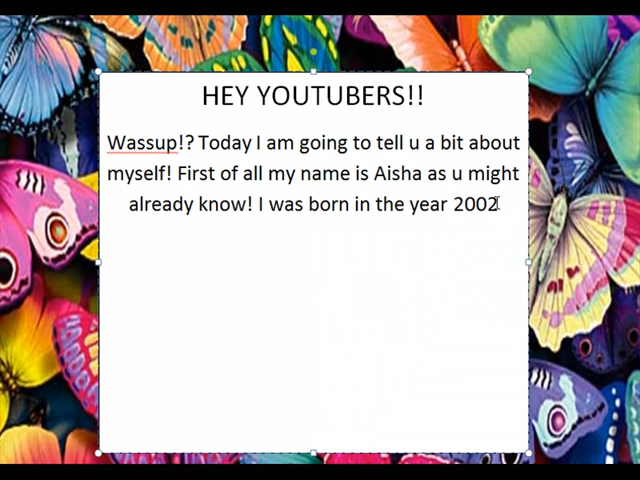 HEY YOUTUBERS!!
Wassup!? Today I am going to tell u a bit about
myself! First of all my name is Aisha as u might
already know! I was born in the year 2002